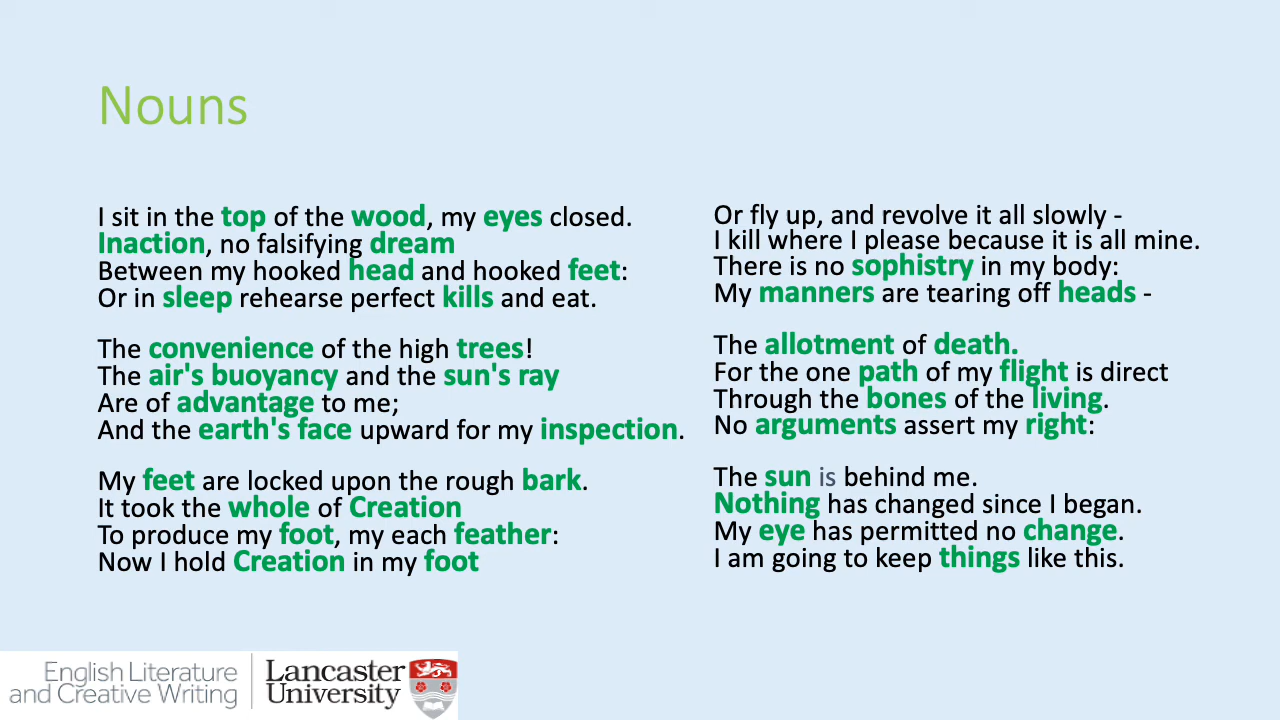 Nouns
I sit in the top of the wood, my eyes closed.
Inaction, no falsifying dream
Between my hooked head and hooked feet:
Or in sleep rehearse perfect kills and eat.
The convenience of the high trees!
The air's buoyancy and the sun's ray
Are of advantage to me;
And the earth's face upward for my inspection.
My feet are locked upon the rough bark.
It took the whole of Creation
To produce my foot, my each feather:
Now I hold Creation in my foot
Or fly up, and revolve it all slowly -
I kill where I please because it is all mine.
There is no sophistry in my body:
My manners are tearing off heads -
The allotment of death.
For the one path of my flight is direct
Through the bones of the living.
No arguments assert my right:
The sun is behind me.
Nothing has changed since I began.
My eye has permitted no change.
I am going to keep things like this.
English Literature
and Creative Writing
Lancaster
University